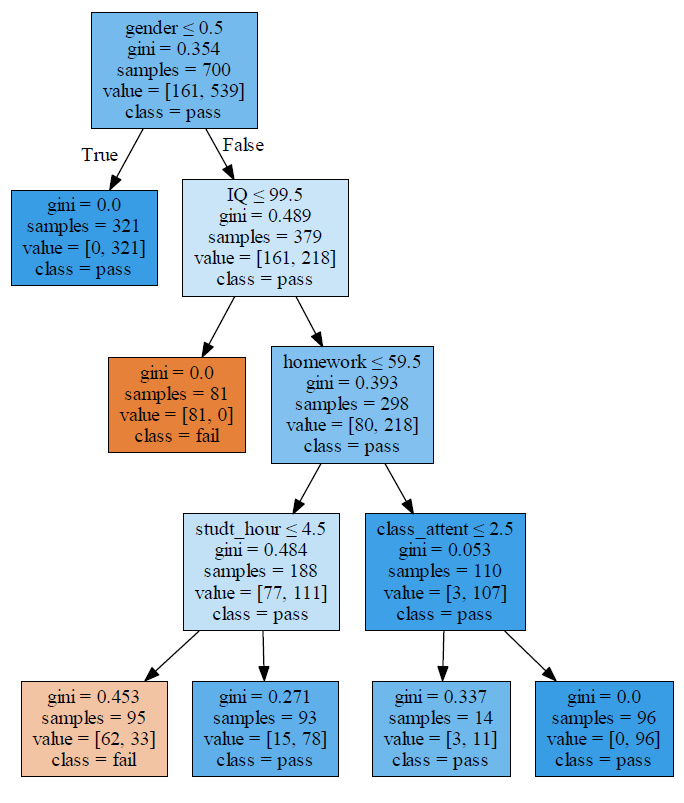 gender ≤ 0.5
gini = 0.354
samples = 700
value = [161, 539]
class = pass
True
False
gini = 0.0
samples = 321
value = [0, 321]
class = pass
IQ ≤ 99.5
gini = 0.489
samples = 379
value = [161, 218]
class = pass
gini = 0.0
samples = 81
value = [81, 0]
class = fail
homework ≤ 59.5
gini = 0.393
samples = 298
value = [80, 218]
class = pass
studt_hour ≤ 4.5
gini = 0.484
samples = 188
value = [77, 111]
class = pass
class_attent ≤ 2.5
gini = 0.053
samples = 110
value = [3, 107]
class = pass
gini = 0.453
samples = 95
value = [62, 33]
class = fail
gini = 0.271
samples = 93
value = [15, 78]
class = pass
gini = 0.337
samples = 14
value = [3, 11]
class = pass
gini = 0.0
samples = 96
value = [0, 96]
class = pass